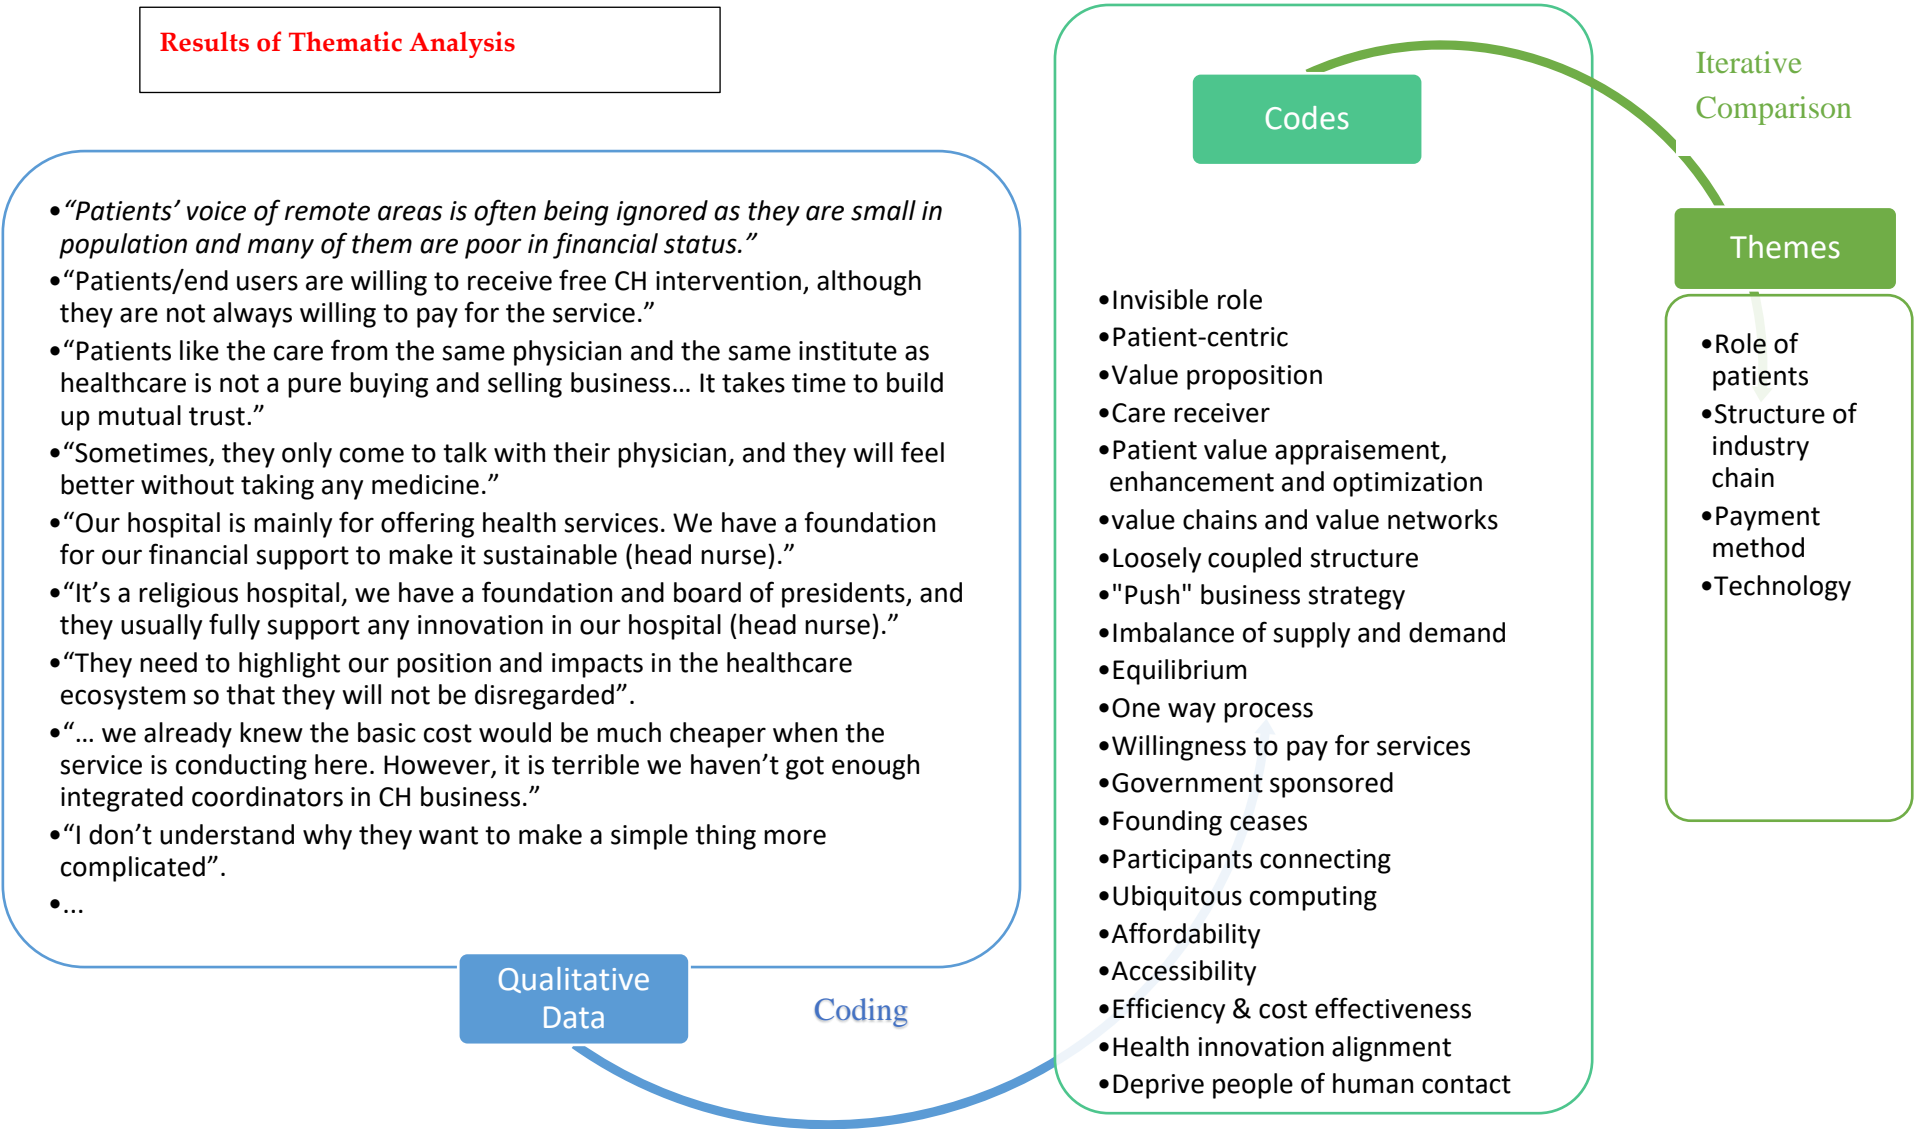 Results of Thematic Analysis
•“Patients’ voice of remote areas is often being ignored as they are small in
population and many of them are poor in financial status.”
•“Patients/end users are willing to receive free CH intervention, although
they are not always willing to pay for the service.”
•“Patients like the care from the same physician and the same institute as
healthcare is not a pure buying and selling business… It takes time to build
up mutual trust.”
•“Sometimes, they only come to talk with their physician, and they will feel
better without taking any medicine.”
•“Our hospital is mainly for offering health services. We have a foundation
for our financial support to make it sustainable (head nurse).”
•“It’s a religious hospital, we have a foundation and board of presidents, and
they usually fully support any innovation in our hospital (head nurse).”
•“They need to highlight our position and impacts in the healthcare
ecosystem so that they will not be disregarded”.
•“… we already knew the basic cost would be much cheaper when the
service is conducting here. However, it is terrible we haven’t got enough
integrated coordinators in CH business.”
•“I don’t understand why they want to make a simple thing more
complicated”.
•...
Qualitative
Data
Coding
Codes
•Invisible role
•Patient-centric
•Value proposition
•Care receiver
•Patient value appraisement,
enhancement and optimization
•value chains and value networks
•Loosely coupled structure
•"Push" business strategy
•Imbalance of supply and demand
•Equilibrium
•One way process
•Willingness to pay for services
•Government sponsored
•Founding ceases
•Participants connecting
•Ubiquitous computing
•Affordability
•Accessibility
•Efficiency & cost effectiveness
•Health innovation alignment
•Deprive people of human contact
Iterative
Comparison
Themes
•Role of
patients
•Structure of
industry
chain
•Payment
method
•Technology